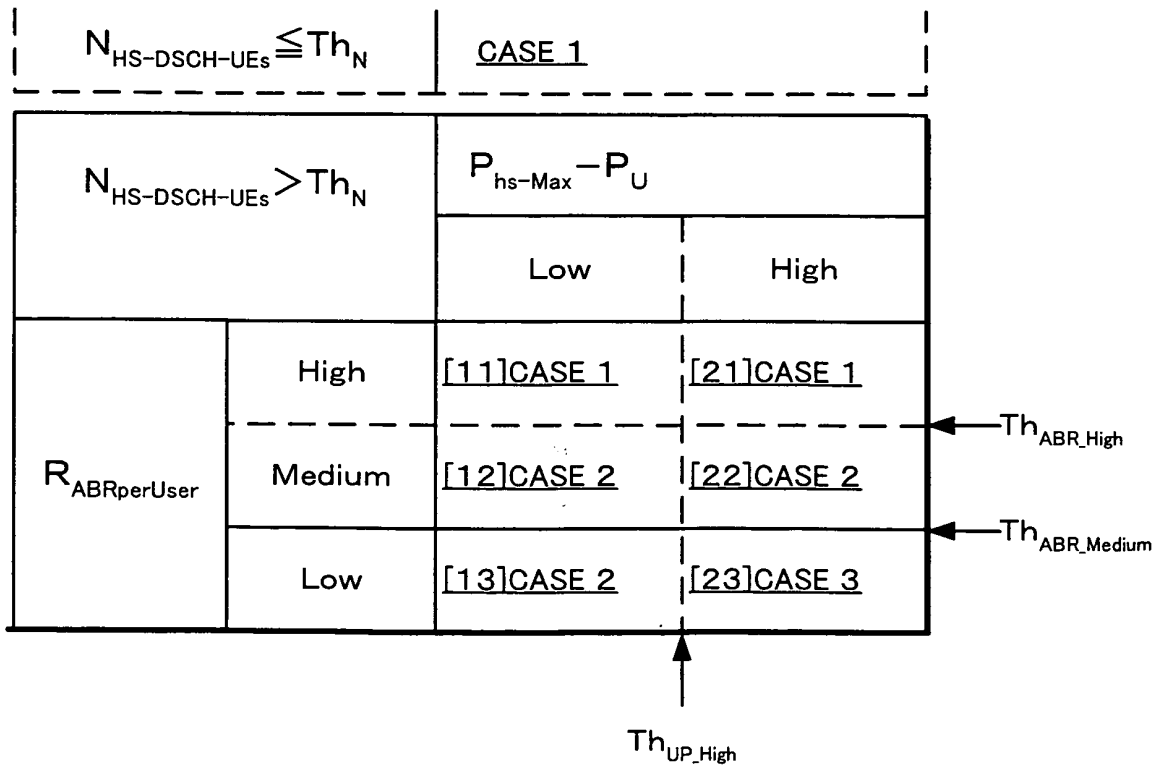 N_HS-DSCH-UEs≦Th_N CASE 1
N_HS-DSCH-UEs>Th_N P_hs-Max−P_U
Low High
High [11]CASE 1 [21]CASE 1
Th_ABR_High
R_ABRperUser Medium [12]CASE 2 [22]CASE 2
Th_ABR_Medium
Low [13]CASE 2 [23]CASE 3
Th_UP_High